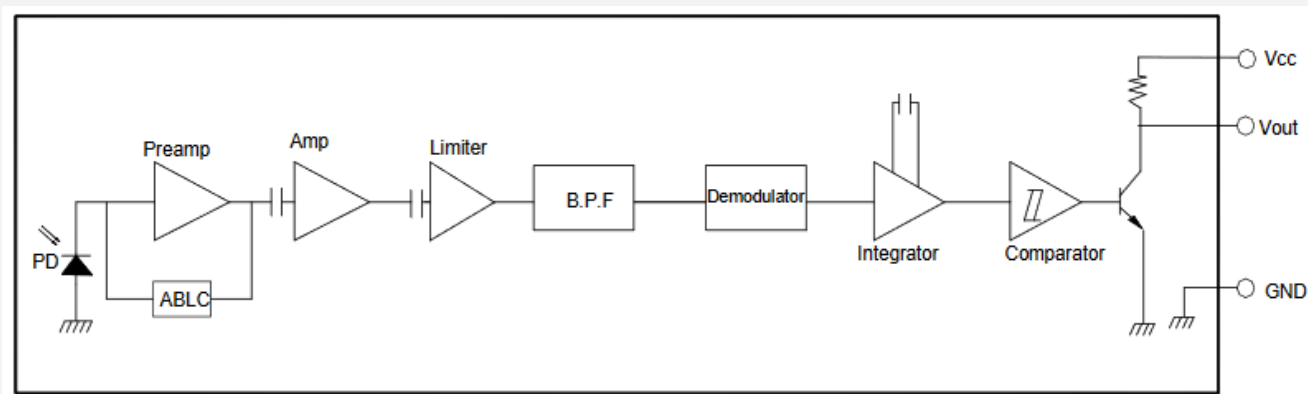 Vcc
Vout
Preamp
Amp
Limiter
B.P.F
Demodulator
Integrator
Comparator
PD
ABLC
GND